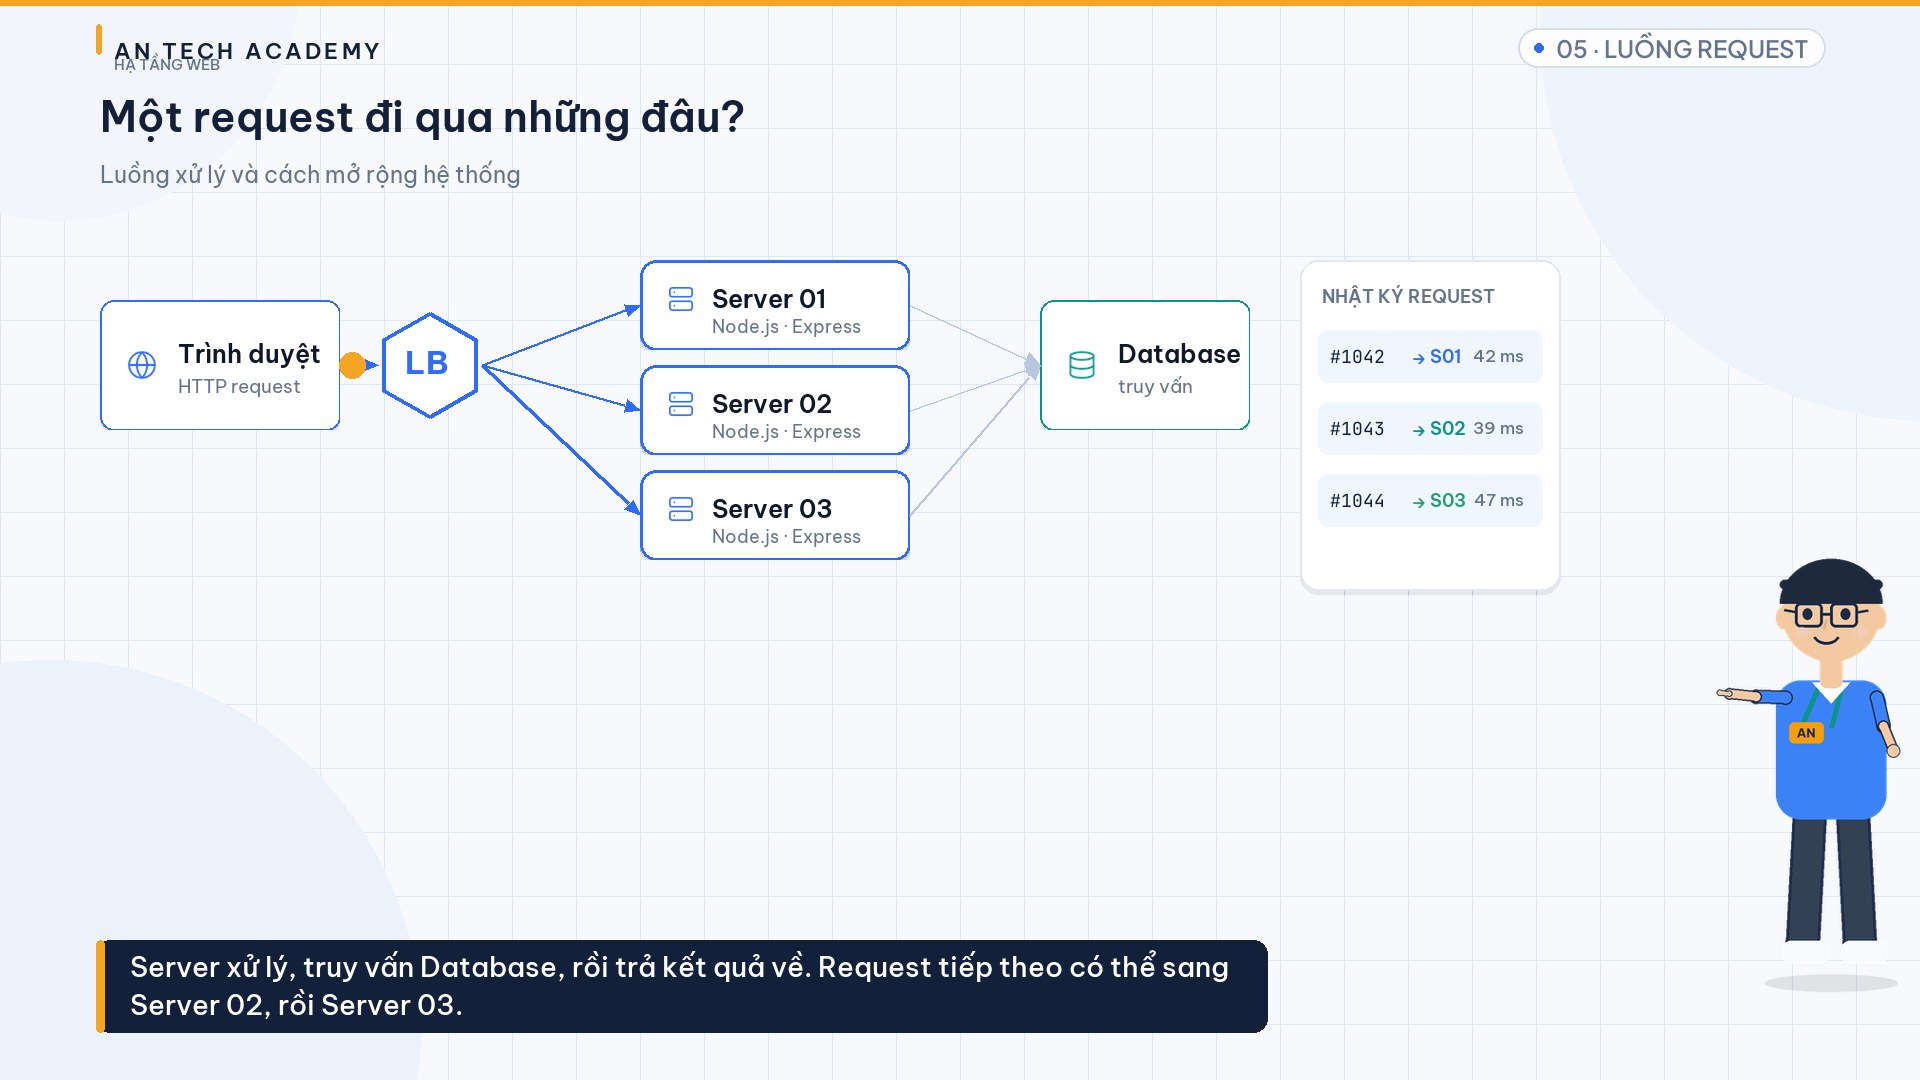 AN TECH ACADEMY
HẠ TẦNG WEB
05 · LUỒNG REQUEST
Một request đi qua những đâu?
Luồng xử lý và cách mở rộng hệ thống
Trình duyệt
HTTP request
LB
Server 01
Node.js · Express
Server 02
Node.js · Express
Server 03
Node.js · Express
Database
truy vấn
NHẬT KÝ REQUEST
#1042 → S01 42 ms
#1043 → S02 39 ms
#1044 → S03 47 ms
AN
Server xử lý, truy vấn Database, rồi trả kết quả về. Request tiếp theo có thể sang
Server 02, rồi Server 03.